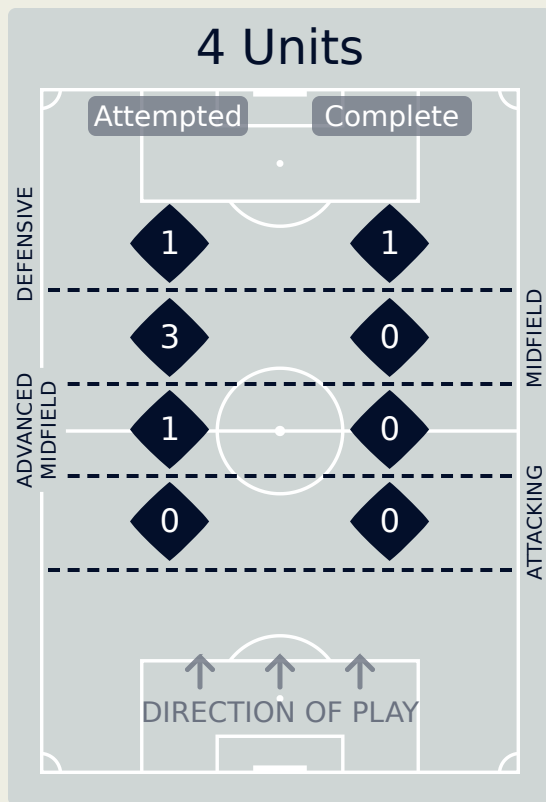 4 Units
Attempted Complete
DEFENSIVE
1 1
MIDFIELD
3 0
ADVANCED
MIDFIELD
1 0
ATTACKING
0 0
DIRECTION OF PLAY